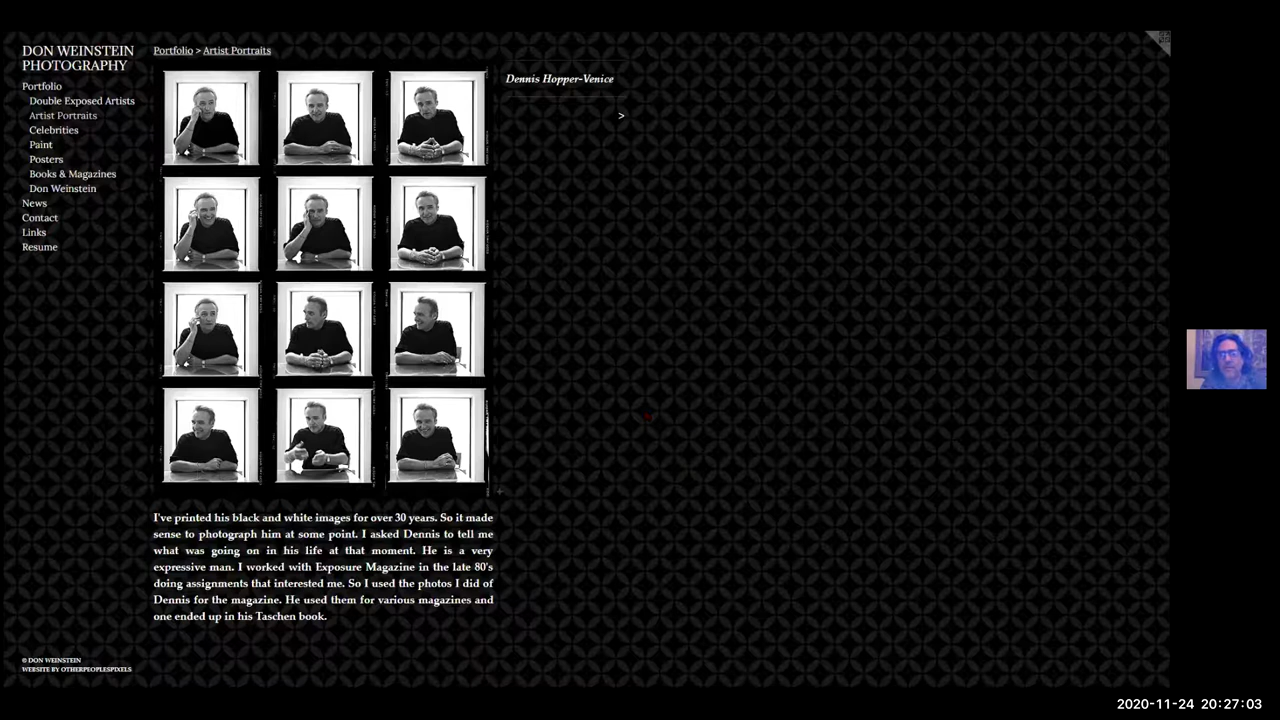 DON WEINSTEIN
PHOTOGRAPHY
Portfolio
Double Exposed Artists
Artist Portraits
Celebrities
Paint
Posters
Books & Magazines
Don Weinstein
News
Contact
Links
Resume
Portfolio > Artist Portraits
Dennis Hopper-Venice
>
I've printed his black and white images for over 30 years. So it made
sense to photograph him at some point. I asked Dennis to tell me
what was going on in his life at that moment. He is a very
expressive man. I worked with Exposure Magazine in the late 80's
doing assignments that interested me. So I used the photos I did of
Dennis for the magazine. He used them for various magazines and
one ended up in his Taschen book.
© DON WEINSTEIN
WEBSITE BY OTHERPEOPLESPIXELS
2020-11-24 20:27:03